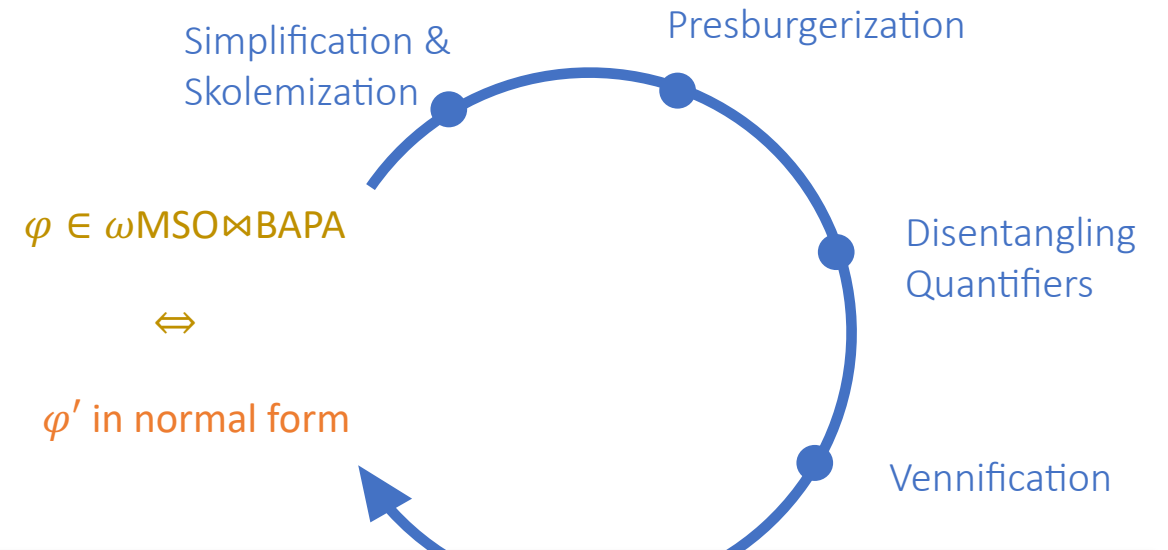 Simplification &
Skolemization
Presburgerization
φ ∈ ωMSO⋈BAPA
Disentangling
Quantifiers
⇔
φ′ in normal form
Vennification